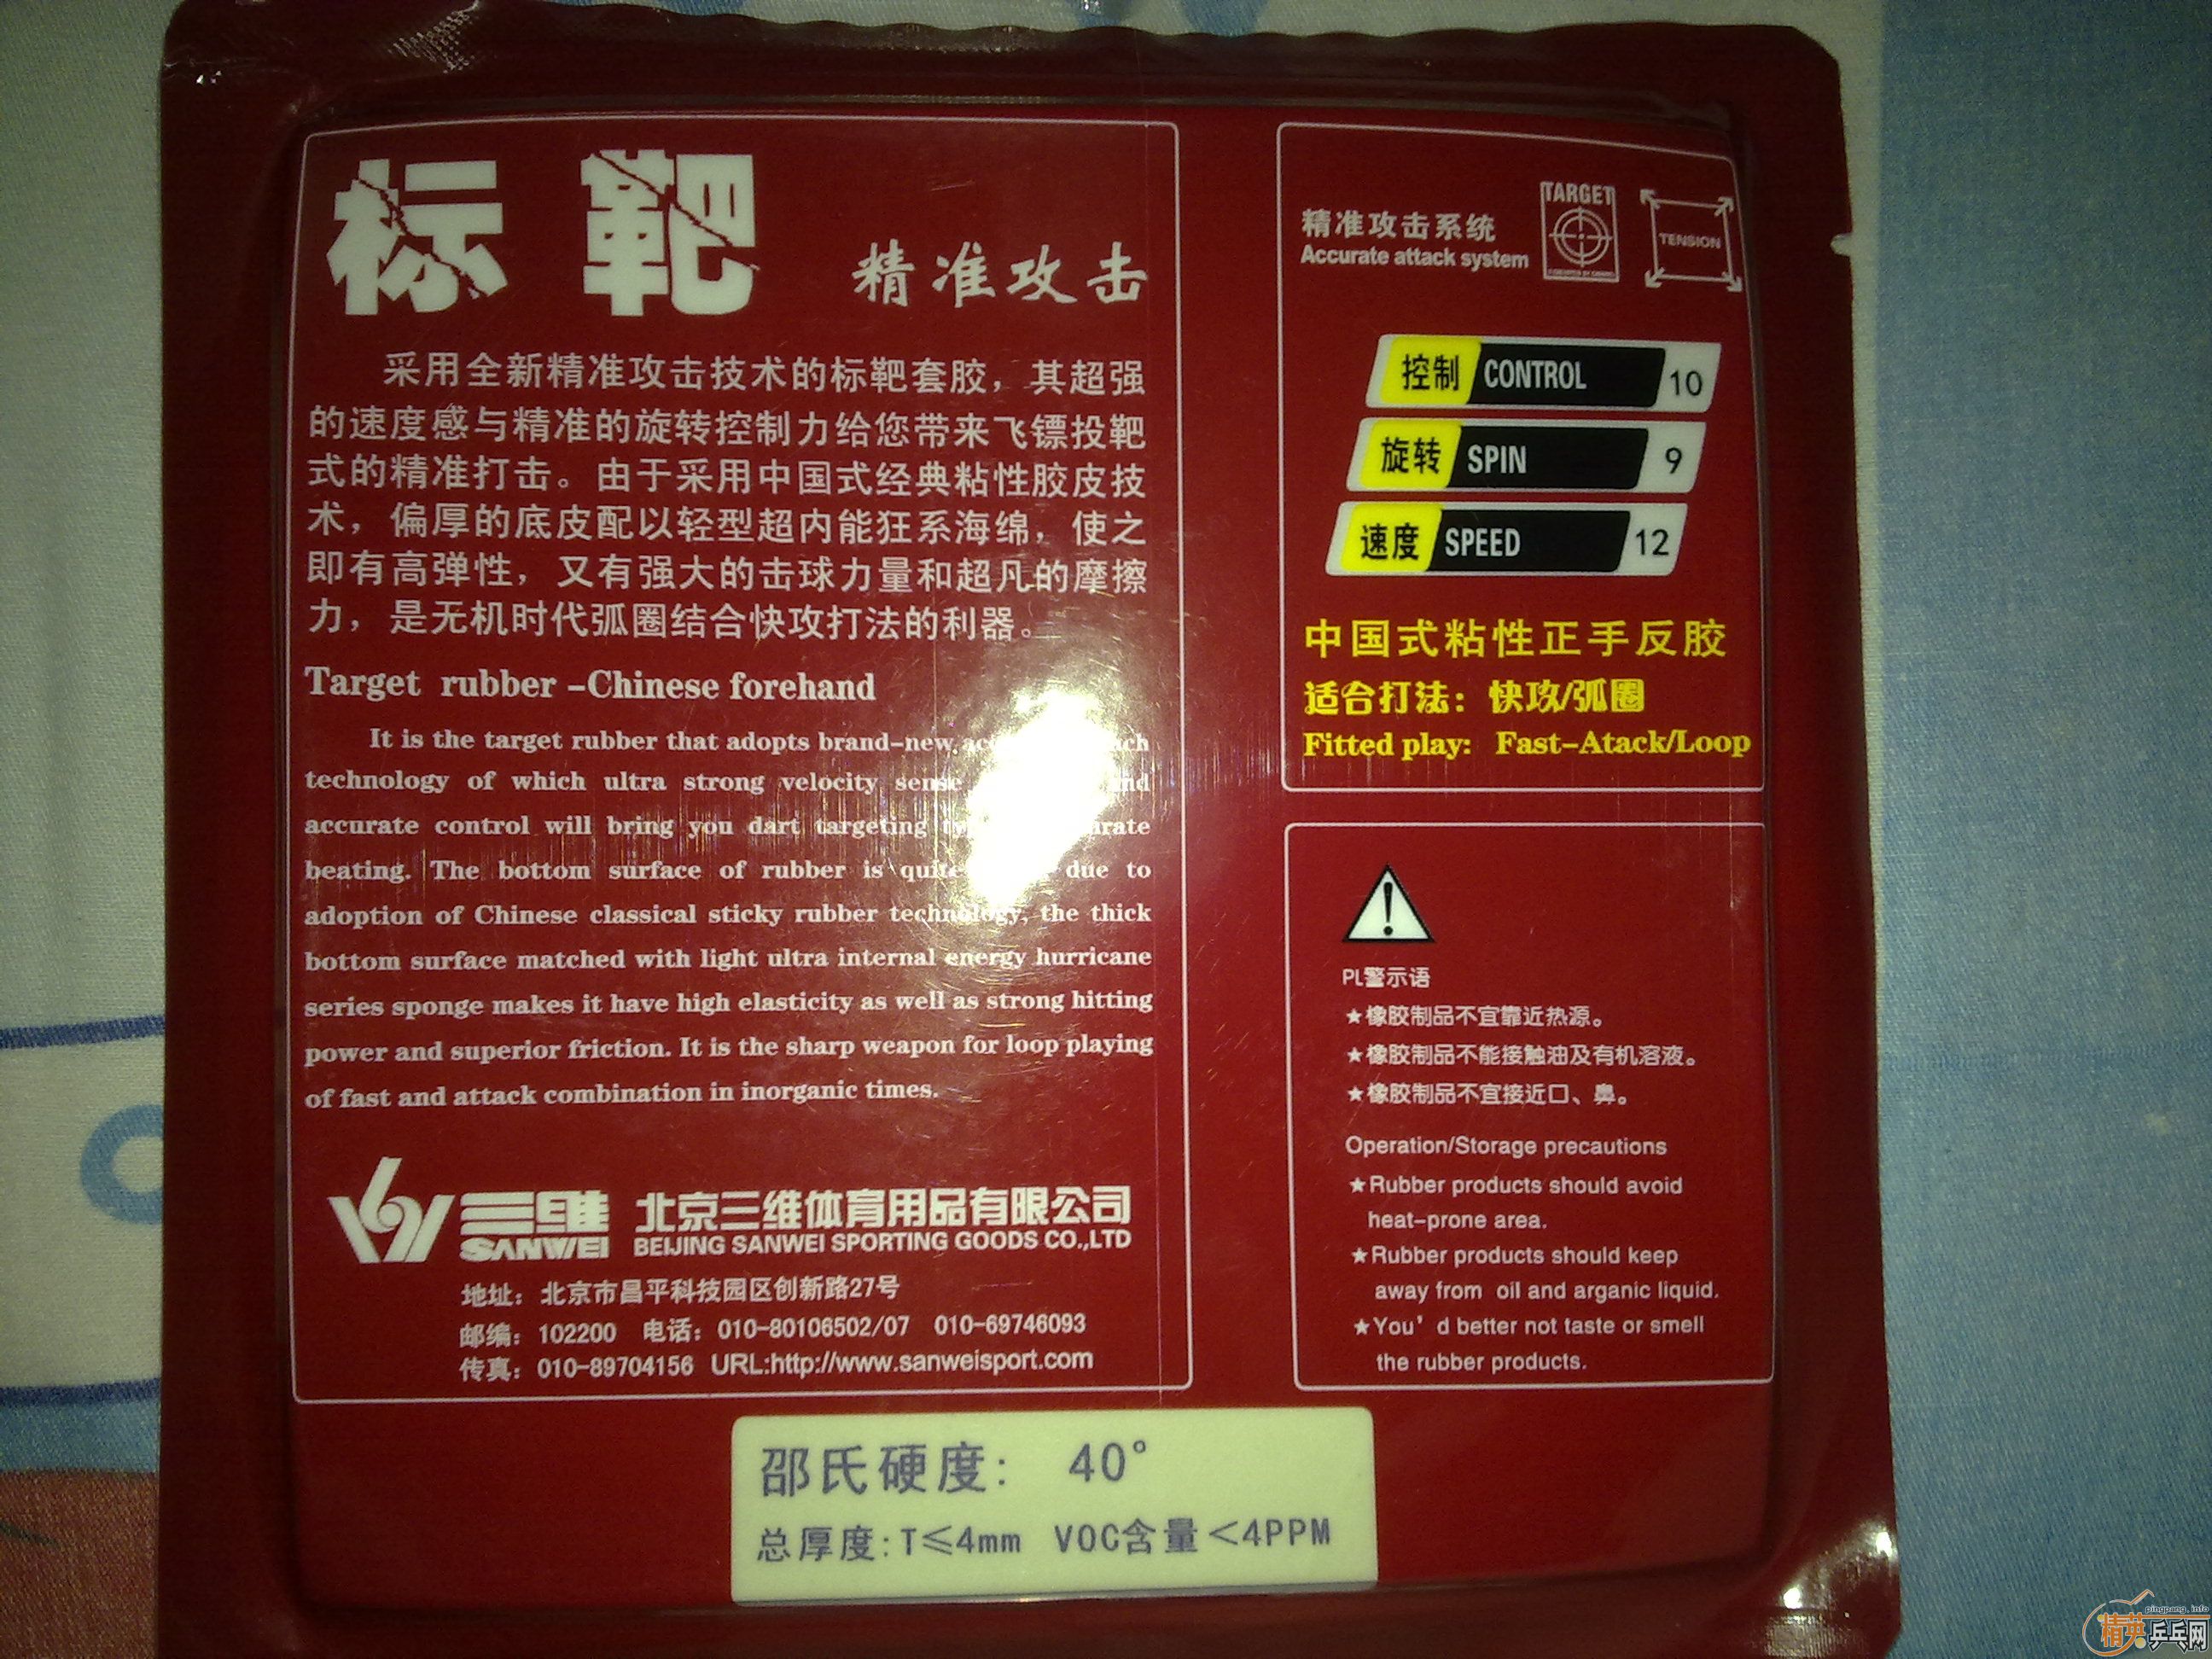 标靶 精准攻击
采用全新精准攻击技术的标靶套胶，其超强
的速度感与精准的旋转控制力给您带来飞镖投靶
式的精准打击。由于采用中国式经典粘性胶皮技
术，偏厚的底皮配以轻型超内能狂系海绵，使之
即有高弹性，又有强大的击球力量和超凡的摩擦
力，是无机时代弧圈结合快攻打法的利器。
Target rubber -Chinese forehand
It is the target rubber that adopts brand-new
technology of which ultra strong velocity sense
accurate control will bring you dart targeting
beating. The bottom surface of rubber is quite due to
adoption of Chinese classical sticky rubber technology, the thick
bottom surface matched with light ultra internal energy hurricane
series sponge makes it have high elasticity as well as strong hitting
power and superior friction. It is the sharp weapon for loop playing
of fast and attack combination in inorganic times.
三维
SANWEI
北京三维体育用品有限公司
BEIJING SANWEI SPORTING GOODS CO.,LTD
地址：北京市昌平科技园区创新路27号
邮编：102200 电话：010-80106502/07 010-69746093
传真：010-89704156 URL:http://www.sanweisport.com
精准攻击系统
Accurate attack system
TARGET
TENSION
控制 CONTROL 10
旋转 SPIN 9
速度 SPEED 12
中国式粘性正手反胶
适合打法：快攻/弧圈
Fitted play: Fast-Atack/Loop
PL警示语
★橡胶制品不宜靠近热源。
★橡胶制品不能接触油及有机溶液。
★橡胶制品不宜接近口、鼻。
Operation/Storage precautions
★Rubber products should avoid
heat-prone area.
★Rubber products should keep
away from oil and arganic liquid.
★You'd better not taste or smell
the rubber products.
邵氏硬度: 40°
总厚度:T≤4mm VOC含量<4PPM
pingpang.info
精英乒乓网